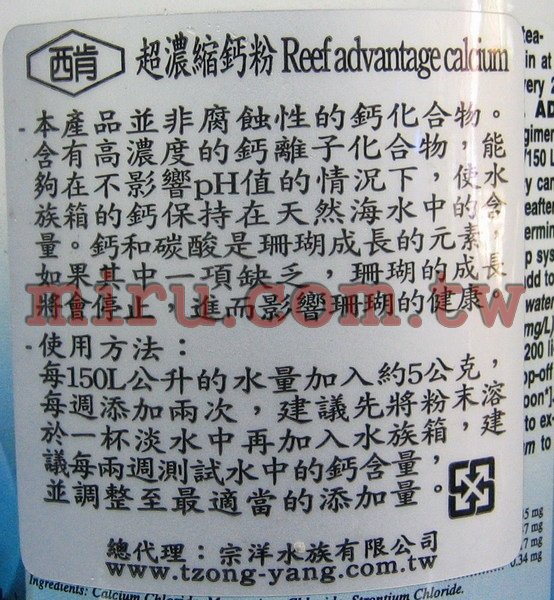 酋肯 超濃縮鈣粉 Reef advantage calcium
-本產品並非腐蝕性的鈣化合物。
含有高濃度的鈣離子化合物，能
夠在不影響pH值的情況下，使水
族箱的鈣保持在天然海水中的含
量。鈣和碳酸是珊瑚成長的元素，
如果其中一項缺乏，珊瑚的成長
將會停止，進而影響珊瑚的健康。
miru.com.tw
-使用方法：
每150L公升的水量加入約5公克，
每週添加兩次，建議先將粉末溶
於一杯淡水中再加入水族箱，建
議每兩週測試水中的鈣含量，
並調整至最適當的添加量。
總代理：宗洋水族有限公司
www.tzong-yang.com.tw
0.34 mg
Ingredients: Calcium Chloride, Strontium Chloride.